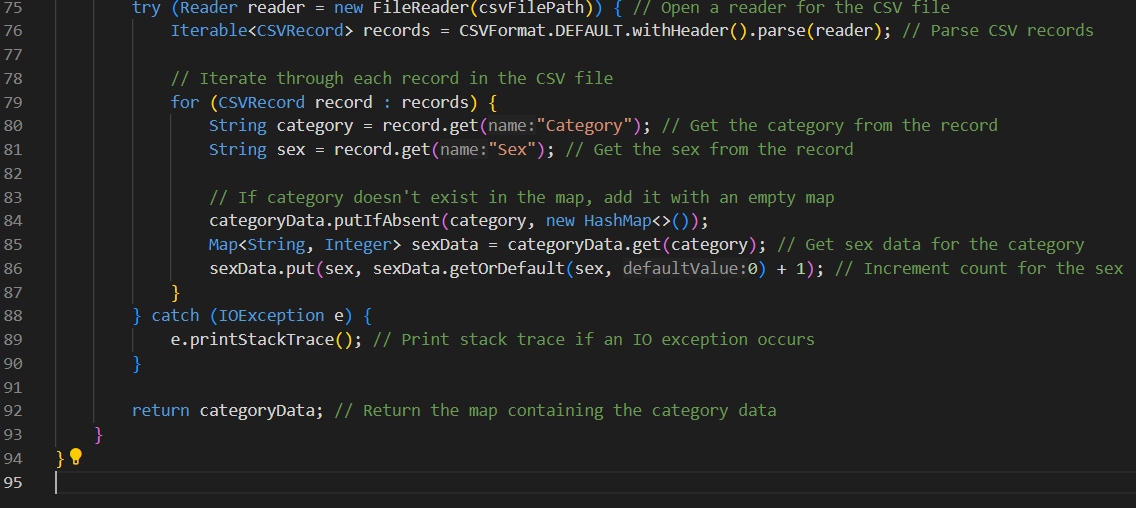 75 try (Reader reader = new FileReader(csvFilePath)) { // Open a reader for the CSV file
76 Iterable<CSVRecord> records = CSVFormat.DEFAULT.withHeader().parse(reader); // Parse CSV records
77
78 // Iterate through each record in the CSV file
79 for (CSVRecord record : records) {
80 String category = record.get(name:"Category"); // Get the category from the record
81 String sex = record.get(name:"Sex"); // Get the sex from the record
82
83 // If category doesn't exist in the map, add it with an empty map
84 categoryData.putIfAbsent(category, new HashMap<>());
85 Map<String, Integer> sexData = categoryData.get(category); // Get sex data for the category
86 sexData.put(sex, sexData.getOrDefault(sex, defaultValue:0) + 1); // Increment count for the sex
87 }
88 } catch (IOException e) {
89 e.printStackTrace(); // Print stack trace if an IO exception occurs
90 }
91
92 return categoryData; // Return the map containing the category data
93 }
94 }
95